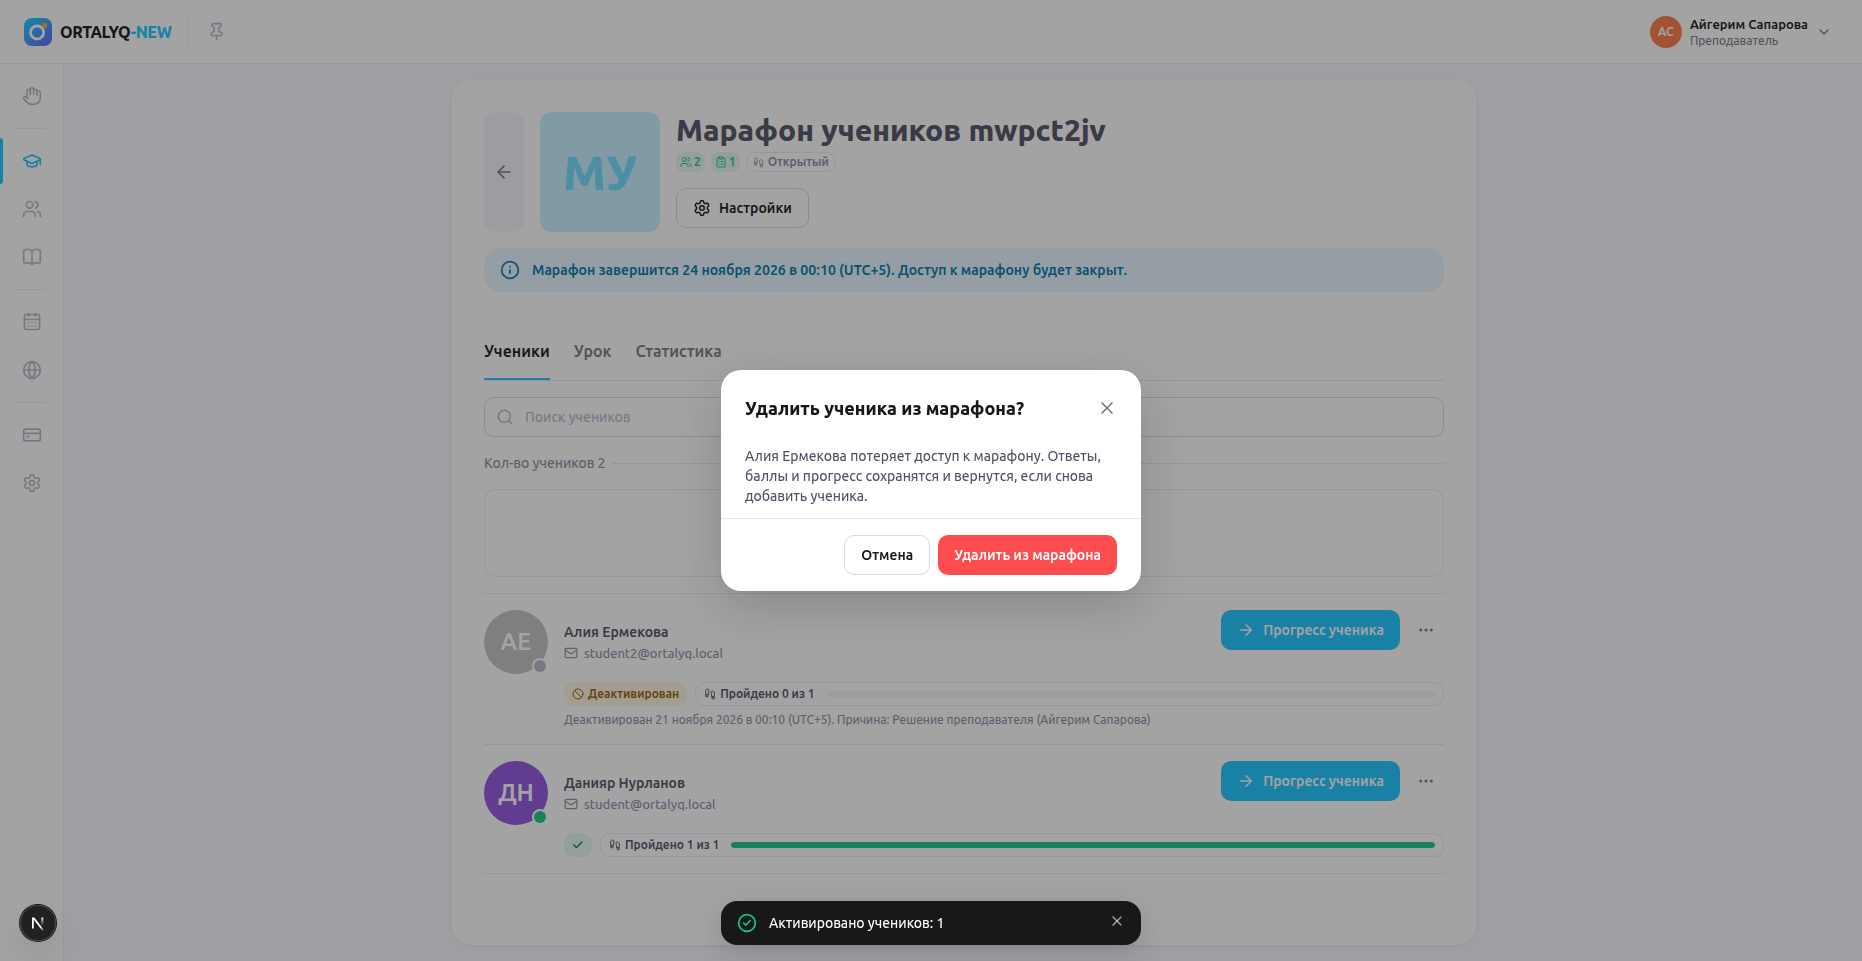 ORTALYQ-NEW
АС
Айгерим Сапарова
Преподаватель
МУ
Марафон учеников mwpct2jv
2
1
Открытый
Настройки
Марафон завершится 24 ноября 2026 в 00:10 (UTC+5). Доступ к марафону будет закрыт.
Ученики
Урок
Статистика
Поиск учеников
Кол-во учеников 2
Удалить ученика из марафона?
Алия Ермекова потеряет доступ к марафону. Ответы,
баллы и прогресс сохранятся и вернутся, если снова
добавить ученика.
Отмена
Удалить из марафона
АЕ
Алия Ермекова
student2@ortalyq.local
Прогресс ученика
Деактивирован
Пройдено 0 из 1
Деактивирован 21 ноября 2026 в 00:10 (UTC+5). Причина: Решение преподавателя (Айгерим Сапарова)
ДН
Данияр Нурланов
student@ortalyq.local
Прогресс ученика
Пройдено 1 из 1
N
Активировано учеников: 1